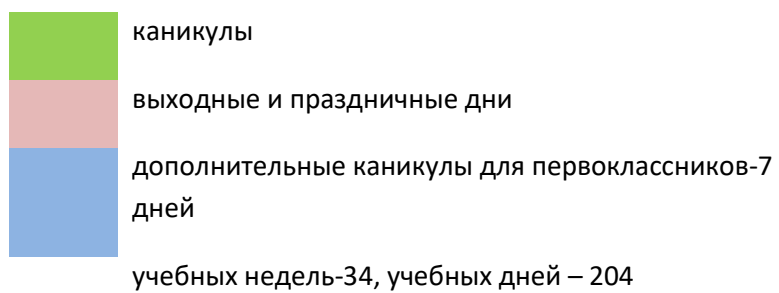 каникулы
выходные и праздничные дни
дополнительные каникулы для первоклассников-7
дней
учебных недель-34, учебных дней – 204